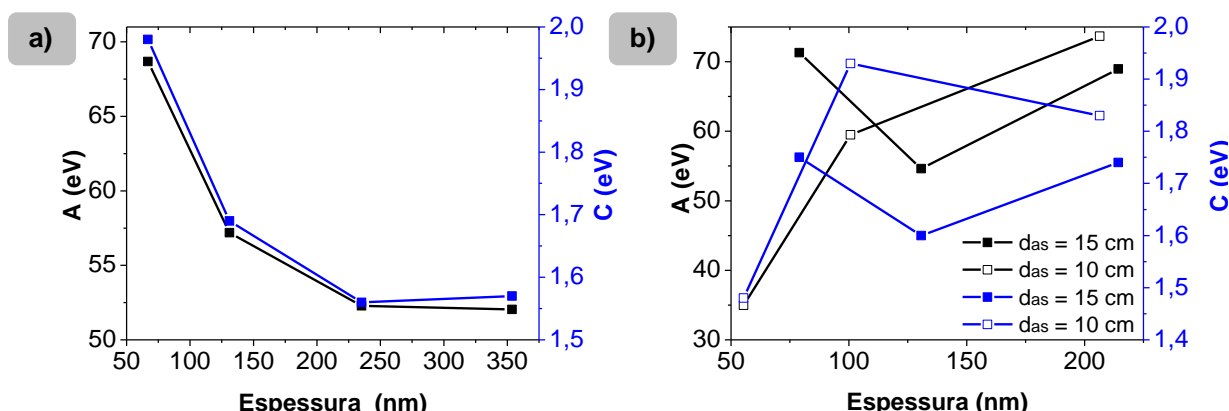 a)
70
65
60
55
50
A (eV)
2,0
1,9
1,8
1,7
1,6
1,5
C (eV)
50 100 150 200 250 300 350
Espessura (nm)
b)
70
60
50
40
30
A (eV)
2,0
1,9
1,8
1,7
1,6
1,5
1,4
C (eV)
50 100 150 200
Espessura (nm)
das = 15 cm
das = 10 cm
das = 15 cm
das = 10 cm